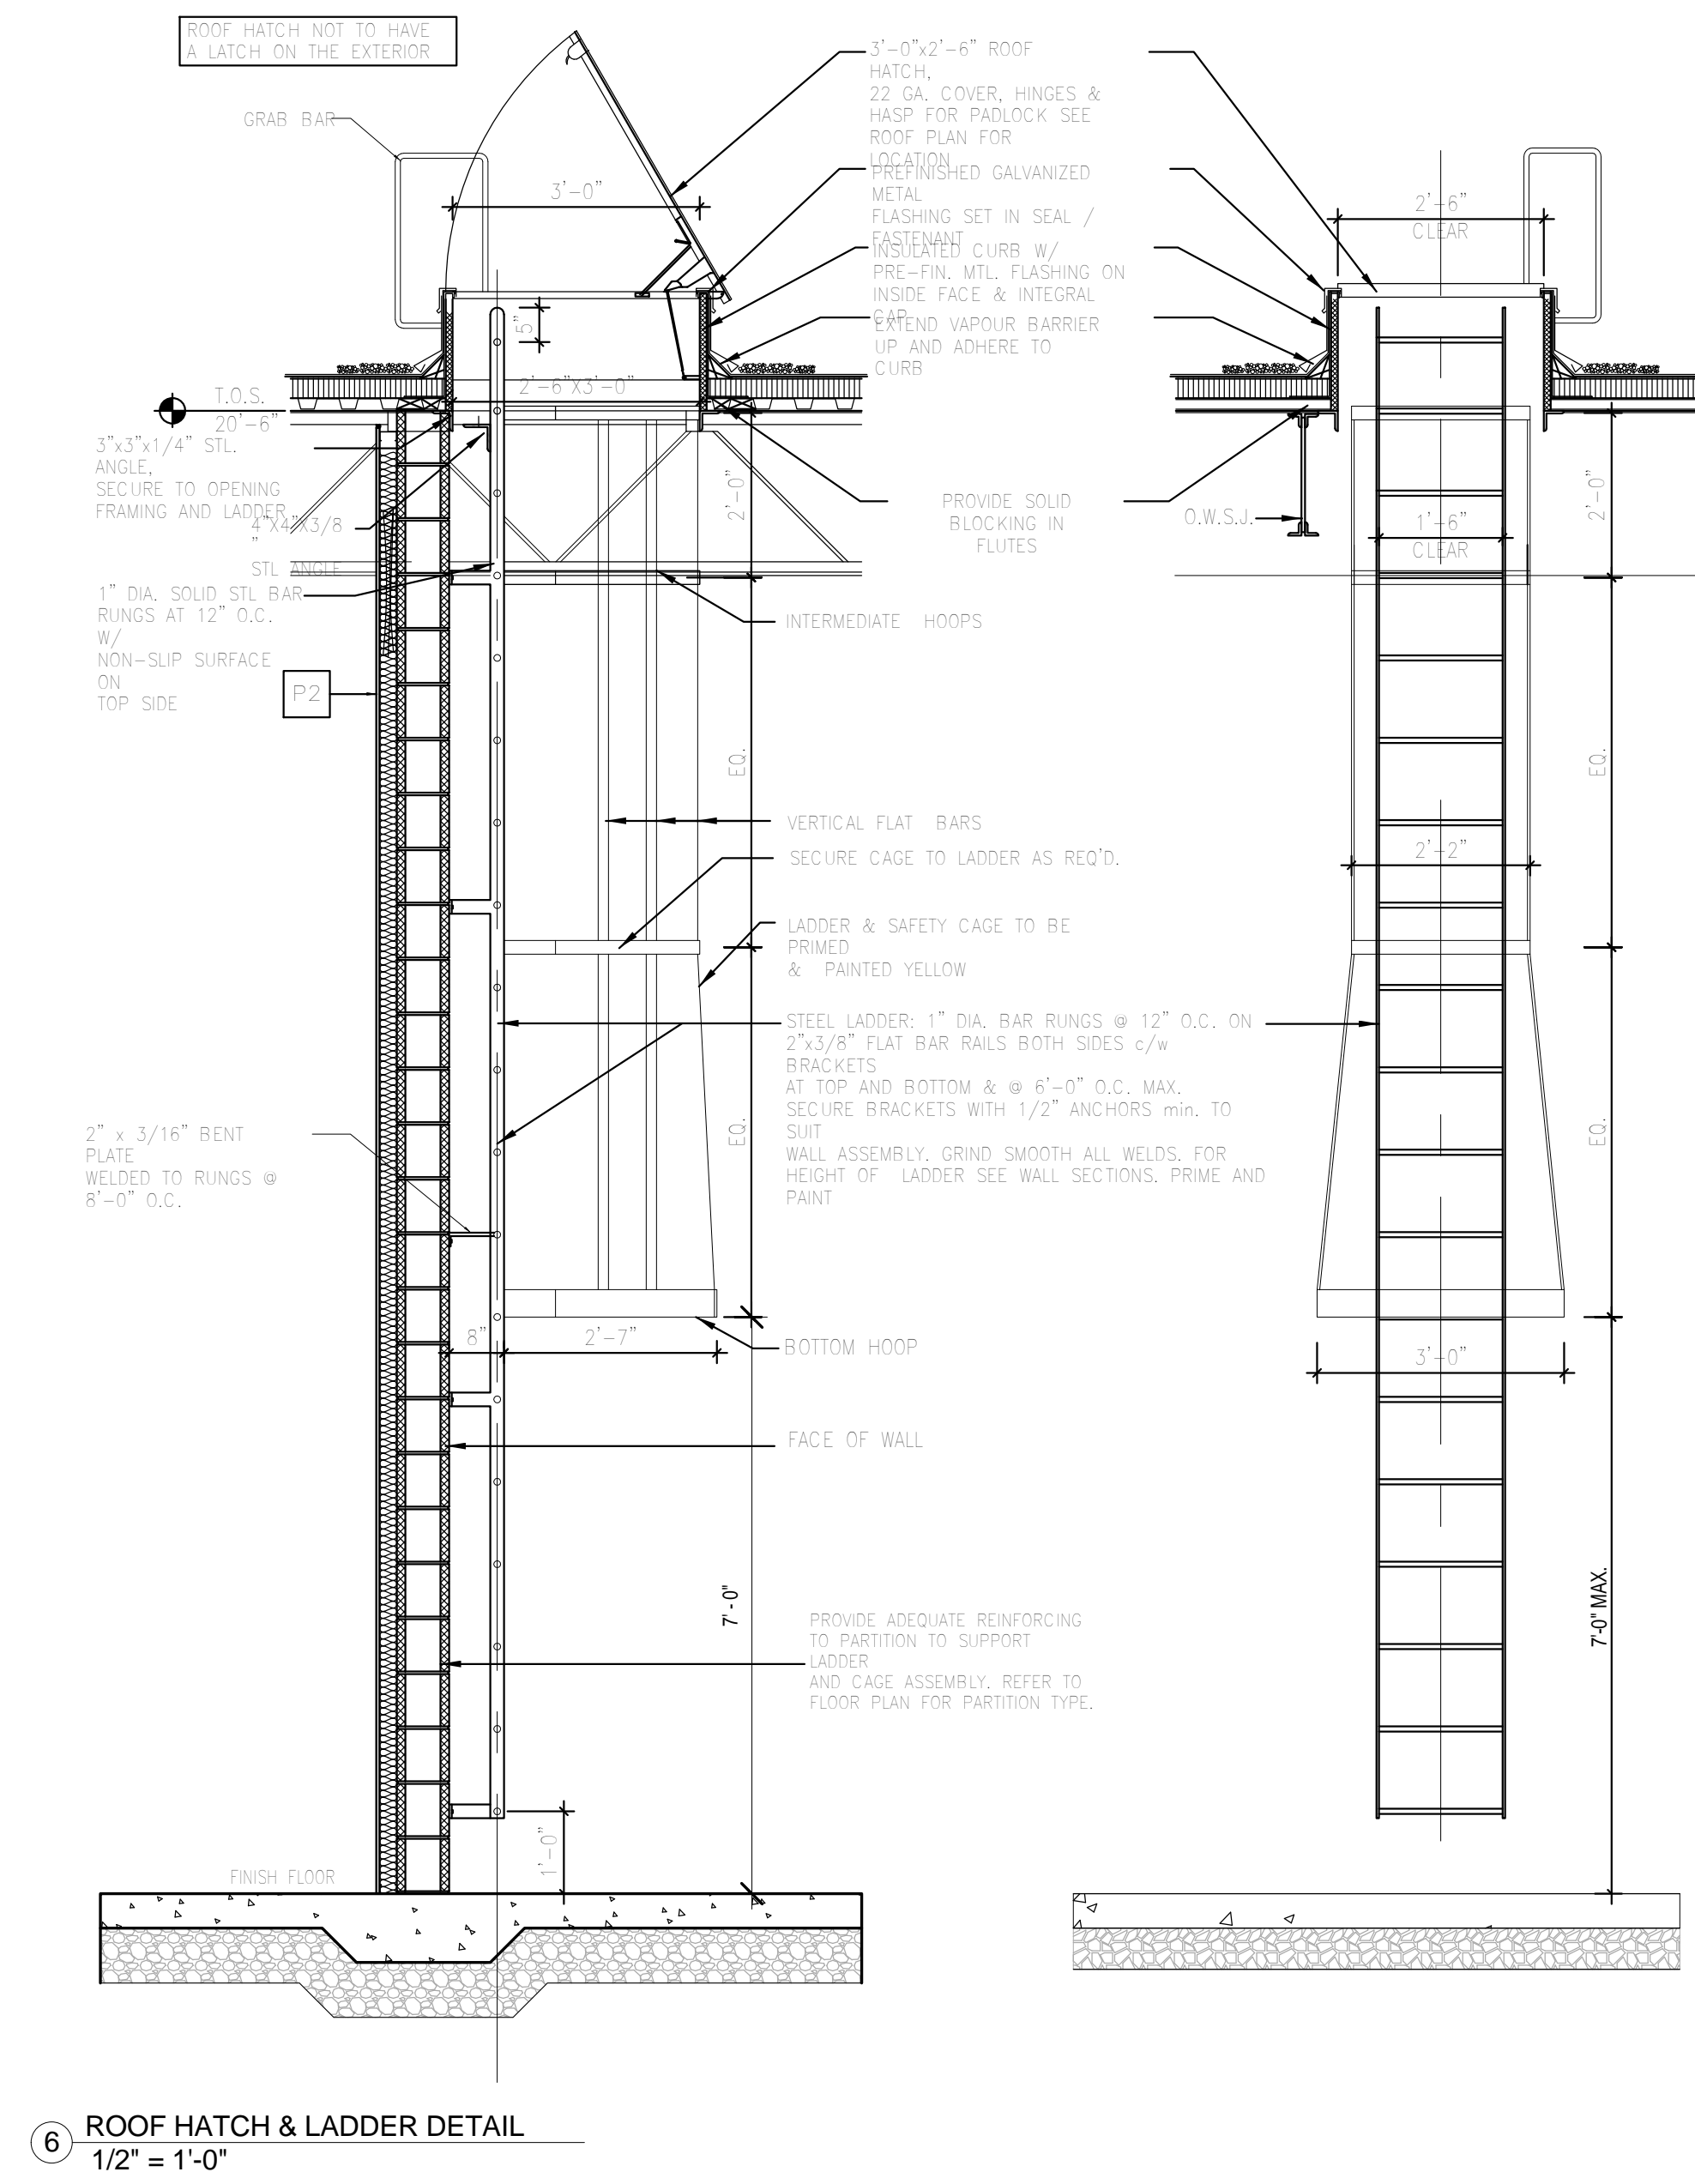 ROOF HATCH NOT TO HAVE
A LATCH ON THE EXTERIOR
GRAB BAR
3'-0"
3'-0"x2'-6" ROOF
HATCH,
22 GA. COVER, HINGES &
HASP FOR PADLOCK SEE
ROOF PLAN FOR
LOCATION
PREFINISHED GALVANIZED
METAL
FLASHING SET IN SEAL /
FASTENANT
INSULATED CURB W/
PRE-FIN. MTL. FLASHING ON
INSIDE FACE & INTEGRAL
CAP
EXTEND VAPOUR BARRIER
UP AND ADHERE TO
CURB
2'-6"
CLEAR
5"
2'-6"X3'-0"
T.O.S.
20'-6"
3"x3"x1/4" STL.
ANGLE,
SECURE TO OPENING
FRAMING AND LADDER
4"X4"X3/8
"
STL ANGLE
1" DIA. SOLID STL BAR
RUNGS AT 12" O.C.
W/
NON-SLIP SURFACE
ON
TOP SIDE
P2
2'-0"
PROVIDE SOLID
BLOCKING IN
FLUTES
O.W.S.J.
1'-6"
CLEAR
2'-0"
INTERMEDIATE HOOPS
EQ.
EQ.
VERTICAL FLAT BARS
SECURE CAGE TO LADDER AS REQ'D.
2'-2"
LADDER & SAFETY CAGE TO BE
PRIMED
& PAINTED YELLOW
STEEL LADDER: 1" DIA. BAR RUNGS @ 12" O.C. ON
2"x3/8" FLAT BAR RAILS BOTH SIDES c/w
BRACKETS
AT TOP AND BOTTOM & @ 6'-0" O.C. MAX.
SECURE BRACKETS WITH 1/2" ANCHORS min. TO
SUIT
WALL ASSEMBLY. GRIND SMOOTH ALL WELDS. FOR
HEIGHT OF LADDER SEE WALL SECTIONS. PRIME AND
PAINT
EQ.
EQ.
2" x 3/16" BENT
PLATE
WELDED TO RUNGS @
8'-0" O.C.
8"
2'-7"
BOTTOM HOOP
3'-0"
FACE OF WALL
7'-0"
7'-0" MAX.
PROVIDE ADEQUATE REINFORCING
TO PARTITION TO SUPPORT
LADDER
AND CAGE ASSEMBLY. REFER TO
FLOOR PLAN FOR PARTITION TYPE.
1'-0"
FINISH FLOOR
6
ROOF HATCH & LADDER DETAIL
1/2" = 1'-0"